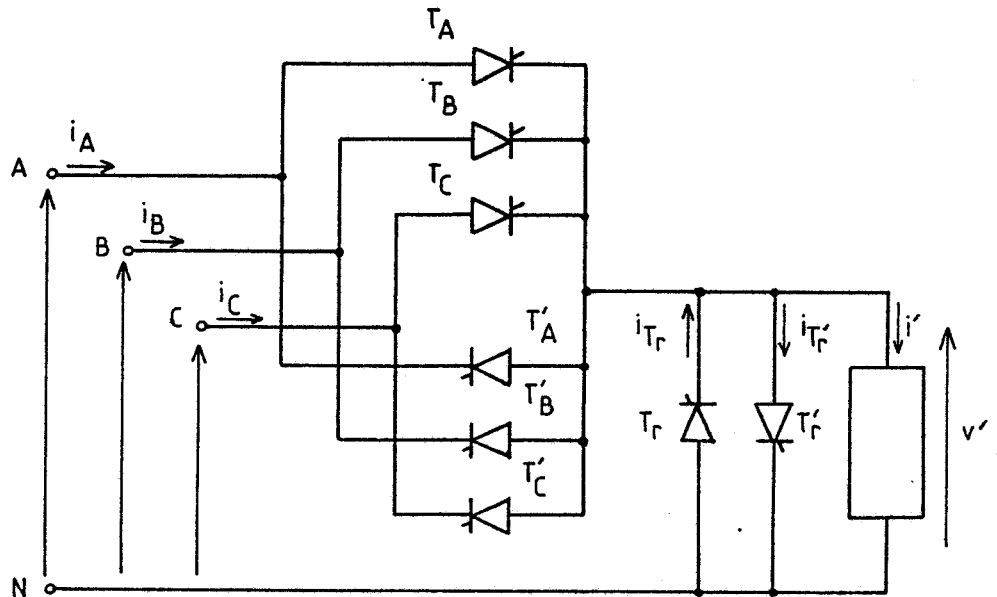 T_A
T_B
T_C
i_A
A
i_B
B
i_C
C
T'_A
T'_B
T'_C
i_Tr
i_T'r
i'
T_r
T'_r
v'
N